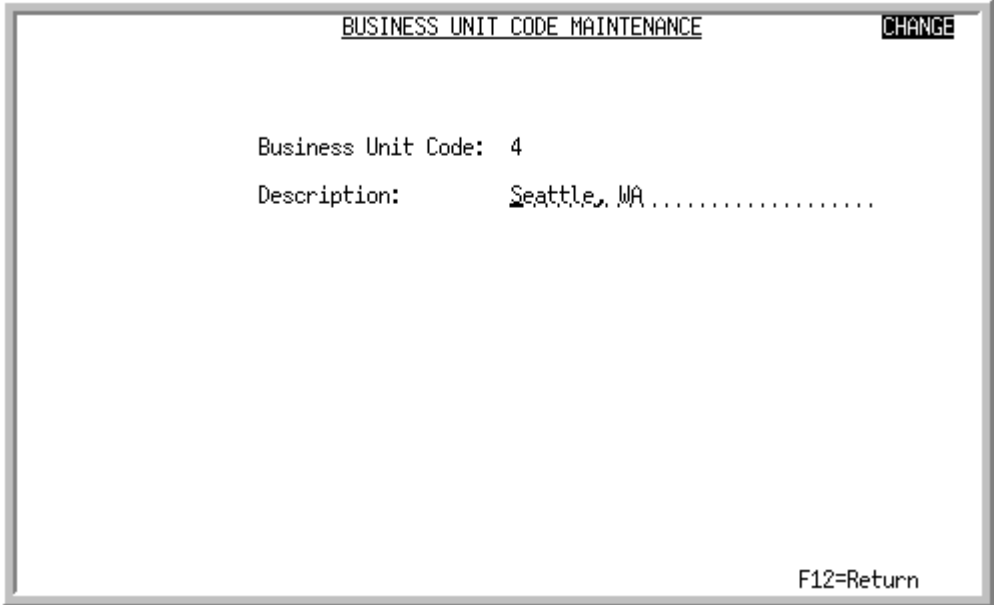 BUSINESS UNIT CODE MAINTENANCE CHANGE
Business Unit Code: 4
Description: Seattle, WA...................
F12=Return